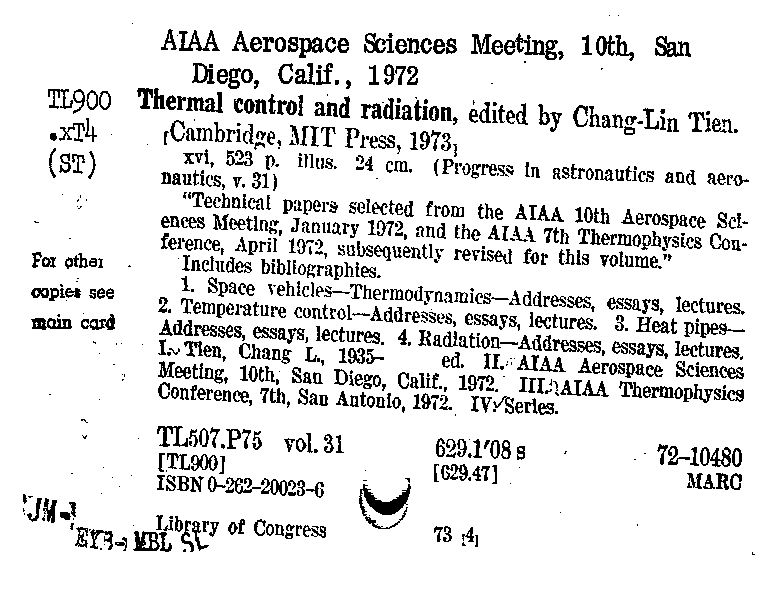 AIAA Aerospace Sciences Meeting, 10th, San
Diego, Calif., 1972
TL900
.xT4
(ST)
Thermal control and radiation, edited by Chang-Lin Tien.
[Cambridge, MIT Press, 1973]
xvi, 523 p. illus. 24 cm. (Progress in astronautics and aero-
nautics, v. 31)
"Technical papers selected from the AIAA 10th Aerospace Sci-
ences Meeting, January 1972, and the AIAA 7th Thermophysics Con-
ference, April 1972, subsequently revised for this volume."
Includes bibliographies.
For other
copies see
main card
1. Space vehicles—Thermodynamics—Addresses, essays, lectures.
2. Temperature control—Addresses, essays, lectures. 3. Heat pipes—
Addresses, essays, lectures. 4. Radiation—Addresses, essays, lectures.
I. Tien, Chang L., 1935- ed. II. AIAA Aerospace Sciences
Meeting, 10th, San Diego, Calif., 1972. III. AIAA Thermophysics
Conference, 7th, San Antonio, 1972. IV. Series.
TL507.P75 vol. 31 629.1'08 s 72-10480
[TL900] [629.47] MARC
ISBN 0-262-20023-6
Library of Congress 73 [4]
MBL